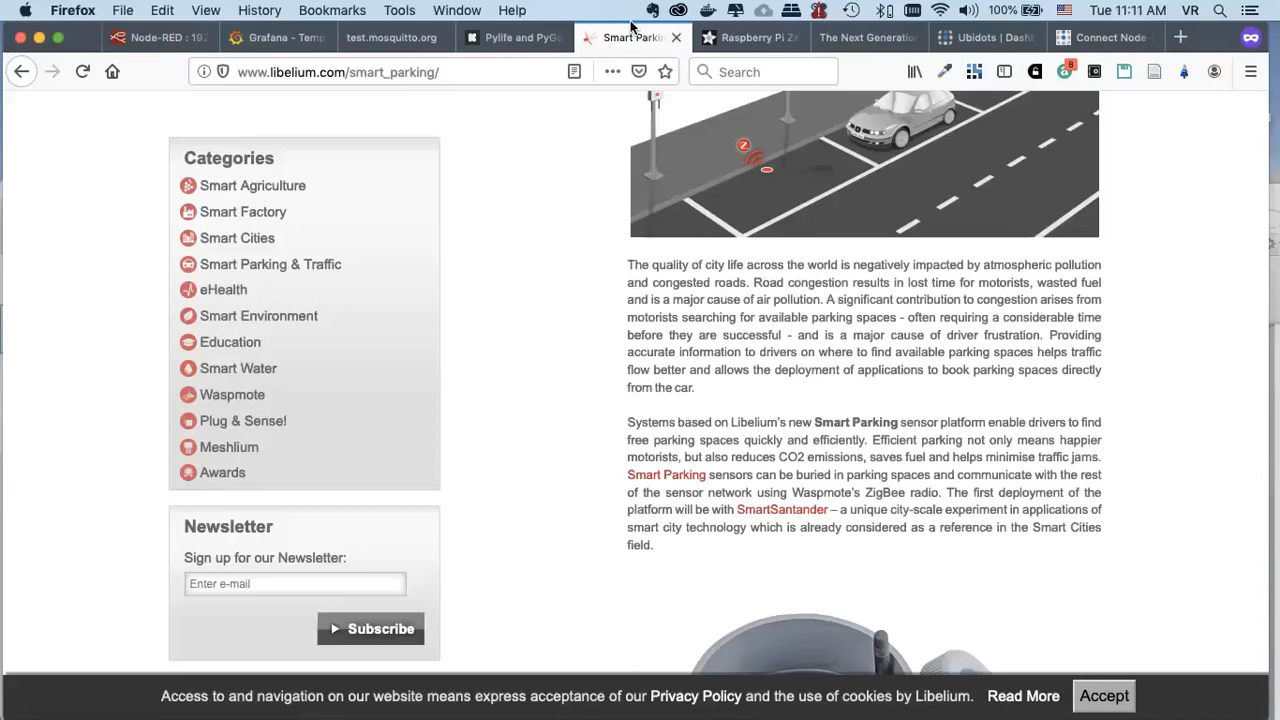 Firefox File Edit View History Bookmarks Tools Window Help 100% Tue 11:11 AM VR
Node-RED : 192 Grafana - Temp test.mosquitto.org Pylife and PyGo Smart Parkin Raspberry Pi Ze The Next Generatio Ubidots | Dashb Connect Node-
www.libelium.com/smart_parking/ Search 8
Categories
Smart Agriculture
Smart Factory
Smart Cities
Smart Parking & Traffic
eHealth
Smart Environment
Education
Smart Water
Waspmote
Plug & Sense!
Meshlium
Awards
Newsletter
Sign up for our Newsletter:
Enter e-mail
Subscribe
The quality of city life across the world is negatively impacted by atmospheric pollution
and congested roads. Road congestion results in lost time for motorists, wasted fuel
and is a major cause of air pollution. A significant contribution to congestion arises from
motorists searching for available parking spaces - often requiring a considerable time
before they are successful - and is a major cause of driver frustration. Providing
accurate information to drivers on where to find available parking spaces helps traffic
flow better and allows the deployment of applications to book parking spaces directly
from the car.
Systems based on Libelium's new Smart Parking sensor platform enable drivers to find
free parking spaces quickly and efficiently. Efficient parking not only means happier
motorists, but also reduces CO2 emissions, saves fuel and helps minimise traffic jams.
Smart Parking sensors can be buried in parking spaces and communicate with the rest
of the sensor network using Waspmote's ZigBee radio. The first deployment of the
platform will be with SmartSantander – a unique city-scale experiment in applications of
smart city technology which is already considered as a reference in the Smart Cities
field.
Access to and navigation on our website means express acceptance of our Privacy Policy and the use of cookies by Libelium. Read More Accept